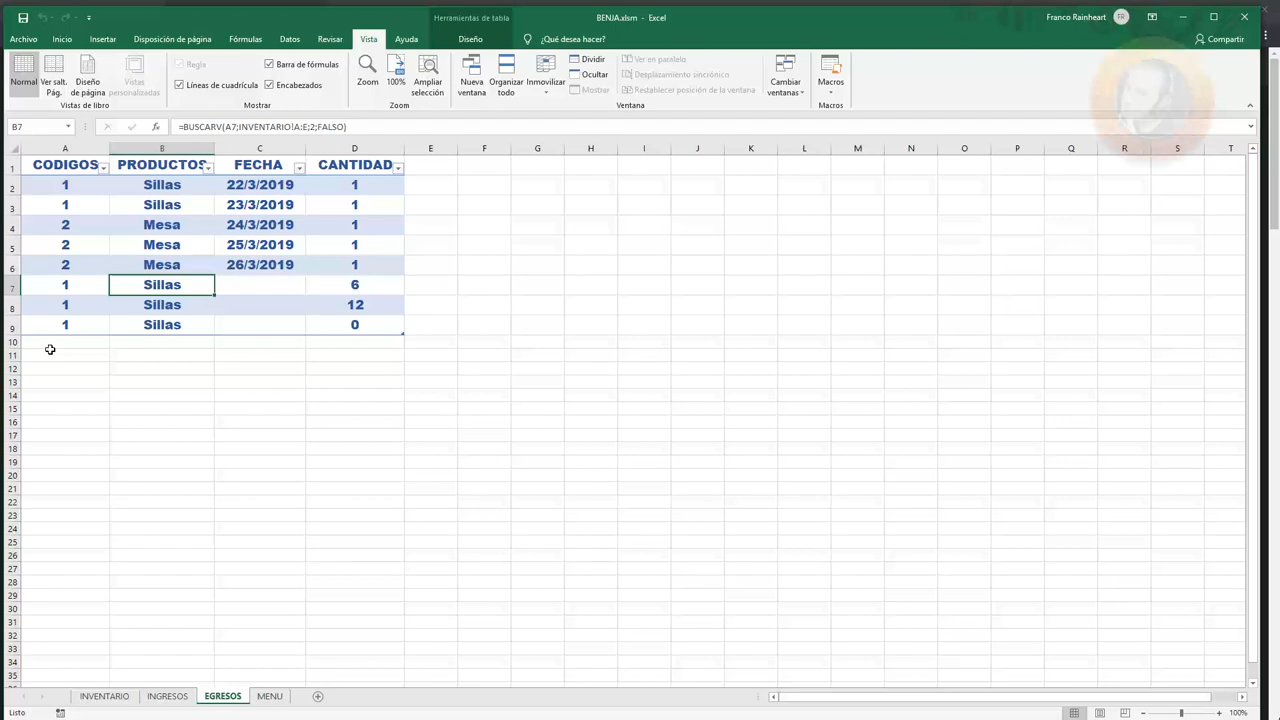 Herramientas de tabla
BENJA.xlsm - Excel
Franco Rainheart
FR
Archivo Inicio Insertar Disposición de página Fórmulas Datos Revisar Vista Ayuda Diseño ¿Qué desea hacer? Compartir
Normal
Ver salt. Pág.
Diseño de página
Vistas personalizadas
Vistas de libro
Regla
Barra de fórmulas
Líneas de cuadrícula
Encabezados
Mostrar
Zoom
100%
Ampliar selección
Zoom
Nueva ventana
Organizar todo
Inmovilizar
Dividir
Ocultar
Mostrar
Ver en paralelo
Desplazamiento sincrónico
Restablecer posición de la ventana
Ventana
Cambiar ventanas
Macros
Macros
B7
fx
=BUSCARV(A7;INVENTARIO!A:E;2;FALSO)
A B C D E F G H I J K L M N O P Q R S T
1 CODIGOS PRODUCTOS FECHA CANTIDAD
2 1 Sillas 22/3/2019 1
3 1 Sillas 23/3/2019 1
4 2 Mesa 24/3/2019 1
5 2 Mesa 25/3/2019 1
6 2 Mesa 26/3/2019 1
7 1 Sillas 6
8 1 Sillas 12
9 1 Sillas 0
10
11
12
13
14
15
16
17
18
19
20
21
22
23
24
25
26
27
28
29
30
31
32
33
34
35
INVENTARIO INGRESOS EGRESOS MENU
Listo
100%